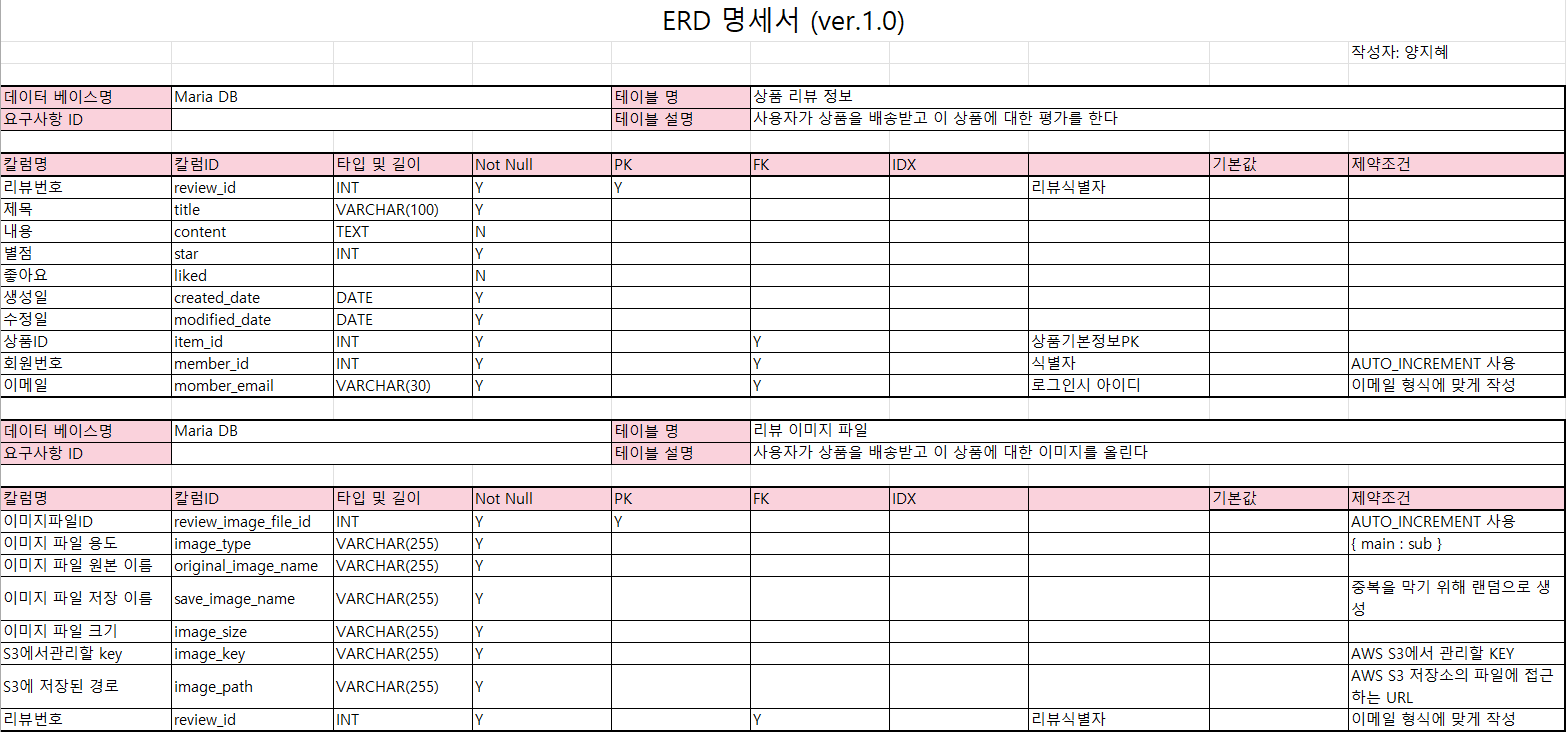 ERD 명세서 (ver.1.0)
작성자: 양지혜
데이터 베이스명 Maria DB 테이블 명 상품 리뷰 정보
요구사항 ID 테이블 설명 사용자가 상품을 배송받고 이 상품에 대한 평가를 한다
칼럼명 칼럼ID 타입 및 길이 Not Null PK FK IDX 기본값 제약조건
리뷰번호 review_id INT Y Y 리뷰식별자
제목 title VARCHAR(100) Y
내용 content TEXT N
별점 star INT Y
좋아요 liked N
생성일 created_date DATE Y
수정일 modified_date DATE Y
상품ID item_id INT Y Y 상품기본정보PK
회원번호 member_id INT Y Y 식별자 AUTO_INCREMENT 사용
이메일 momber_email VARCHAR(30) Y Y 로그인시 아이디 이메일 형식에 맞게 작성
데이터 베이스명 Maria DB 테이블 명 리뷰 이미지 파일
요구사항 ID 테이블 설명 사용자가 상품을 배송받고 이 상품에 대한 이미지를 올린다
칼럼명 칼럼ID 타입 및 길이 Not Null PK FK IDX 기본값 제약조건
이미지파일ID review_image_file_id INT Y Y AUTO_INCREMENT 사용
이미지 파일 용도 image_type VARCHAR(255) Y { main : sub }
이미지 파일 원본 이름 original_image_name VARCHAR(255) Y
이미지 파일 저장 이름 save_image_name VARCHAR(255) Y 중복을 막기 위해 랜덤으로 생
성
이미지 파일 크기 image_size VARCHAR(255) Y
S3에서관리할 key image_key VARCHAR(255) Y AWS S3에서 관리할 KEY
S3에 저장된 경로 image_path VARCHAR(255) Y AWS S3 저장소의 파일에 접근
하는 URL
리뷰번호 review_id INT Y Y 리뷰식별자 이메일 형식에 맞게 작성